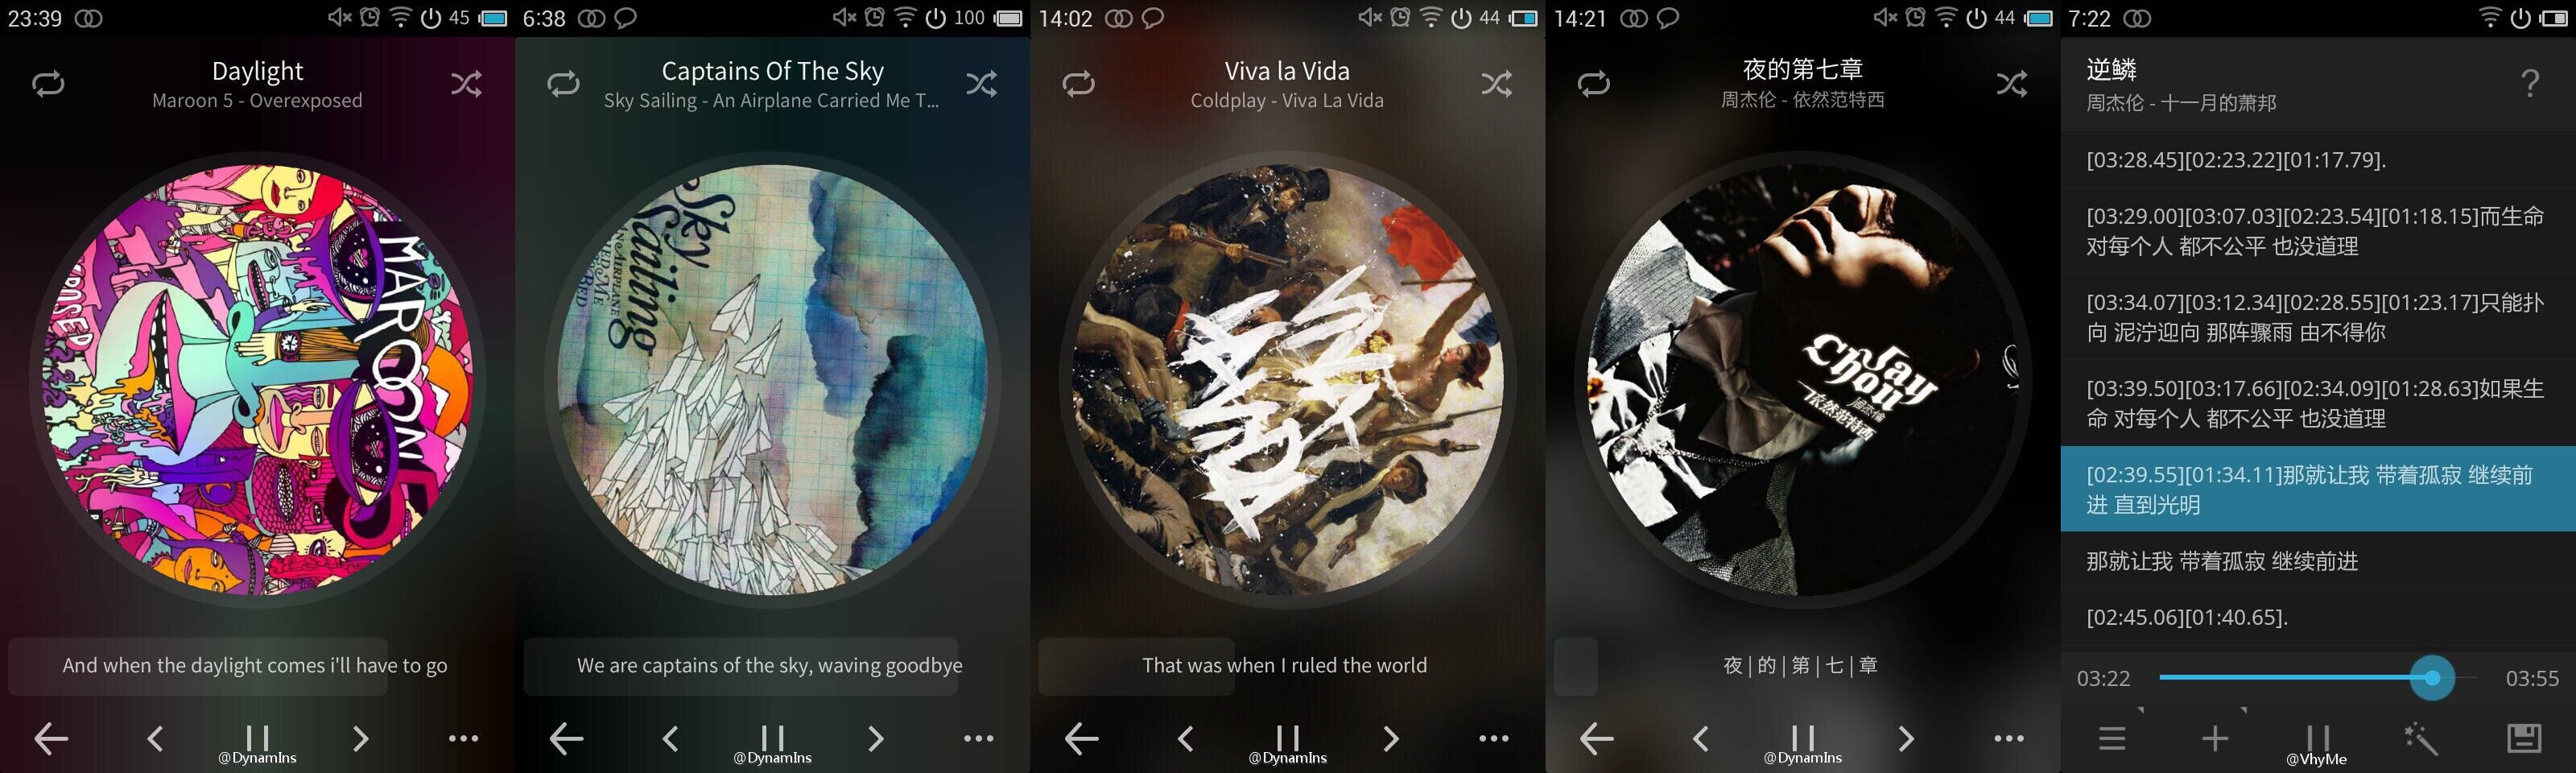 23:39
45
Daylight
Maroon 5 - Overexposed
MAROON
And when the daylight comes i'll have to go
@DynamIns
6:38
100
Captains Of The Sky
Sky Sailing - An Airplane Carried Me T...
Sky
Sailing
We are captains of the sky, waving goodbye
@DynamIns
14:02
44
Viva la Vida
Coldplay - Viva La Vida
That was when I ruled the world
@DynamIns
14:21
44
夜的第七章
周杰伦 - 依然范特西
Jay
Chou
周杰倫
依然范特西
夜|的|第|七|章
@DynamIns
7:22
逆鳞
周杰伦 - 十一月的萧邦
?
[03:28.45][02:23.22][01:17.79].
[03:29.00][03:07.03][02:23.54][01:18.15]而生命
对每个人 都不公平 也没道理
[03:34.07][03:12.34][02:28.55][01:23.17]只能扑
向 泥泞迎向 那阵骤雨 由不得你
[03:39.50][03:17.66][02:34.09][01:28.63]如果生
命 对每个人 都不公平 也没道理
[02:39.55][01:34.11]那就让我 带着孤寂 继续前
进 直到光明
那就让我 带着孤寂 继续前进
[02:45.06][01:40.65].
03:22
03:55
@VhyMe